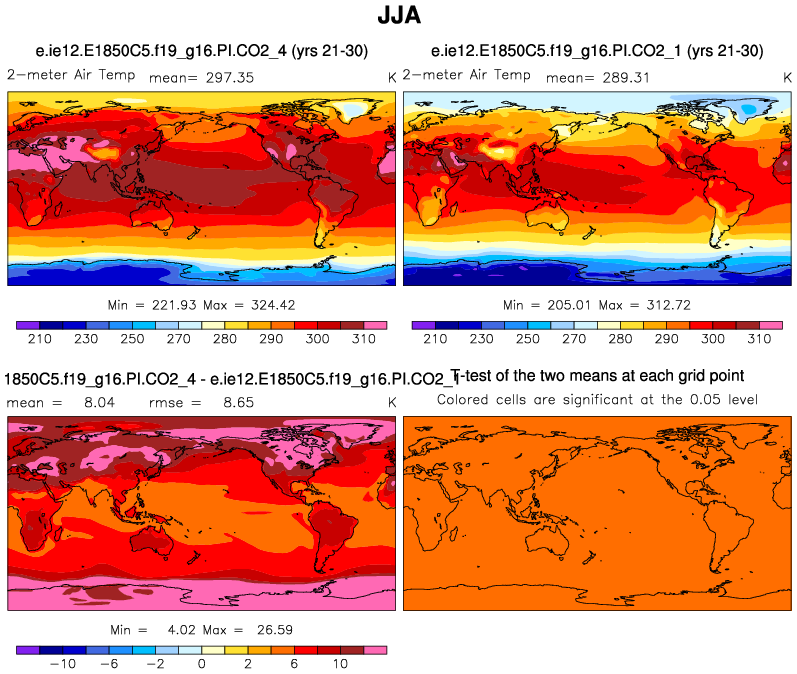 JJA
e.ie12.E1850C5.f19_g16.PI.CO2_4 (yrs 21-30)
2-meter Air Temp mean= 297.35 K
Min = 221.93 Max = 324.42
210 230 250 270 280 290 300 310
e.ie12.E1850C5.f19_g16.PI.CO2_1 (yrs 21-30)
2-meter Air Temp mean= 289.31 K
Min = 205.01 Max = 312.72
210 230 250 270 280 290 300 310
1850C5.f19_g16.PI.CO2_4 - e.ie12.E1850C5.f19_g16.PI.CO2_1
mean = 8.04 rmse = 8.65 K
Min = 4.02 Max = 26.59
-10 -6 -2 0 2 6 10
T-test of the two means at each grid point
Colored cells are significant at the 0.05 level